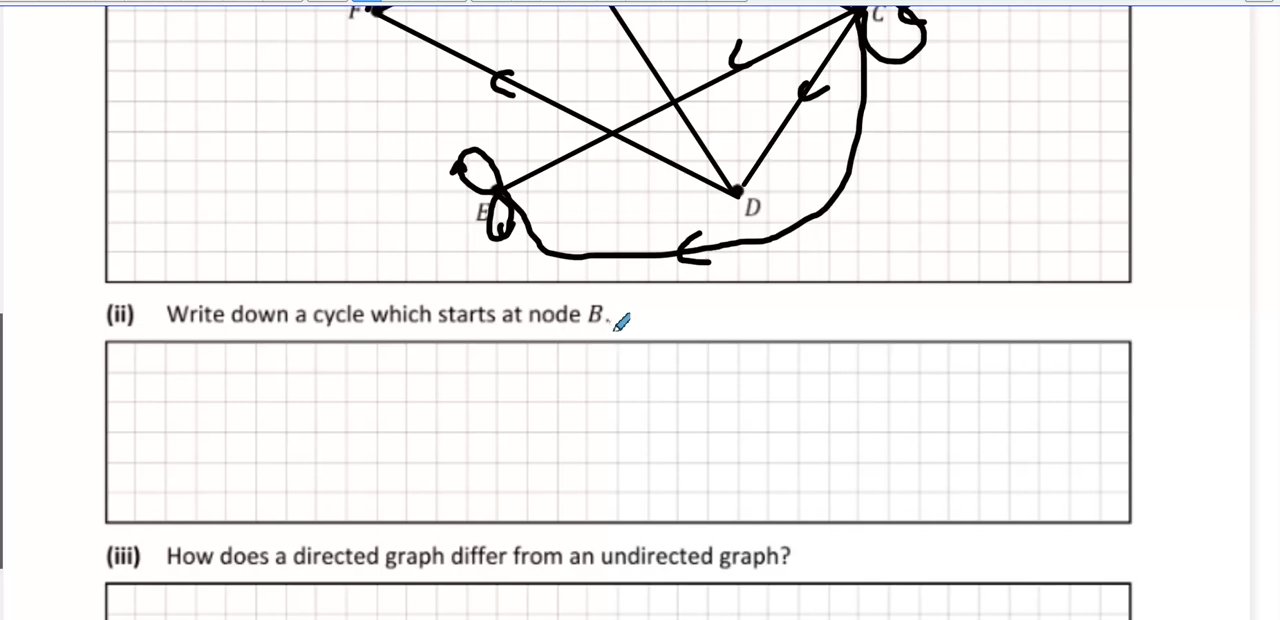 F
C
E
D
(ii) Write down a cycle which starts at node B.
(iii) How does a directed graph differ from an undirected graph?